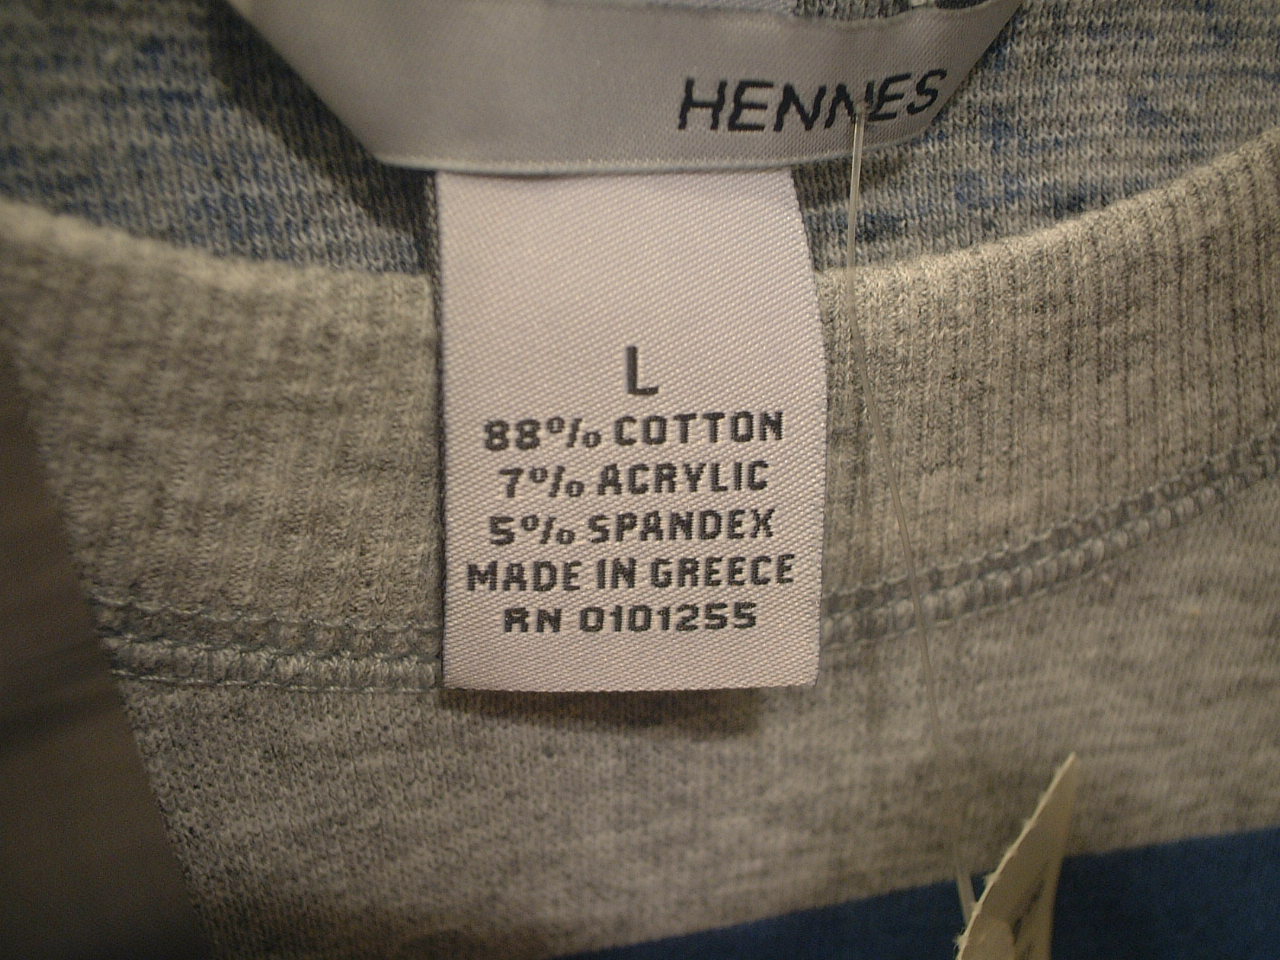 HENNES
L
88% COTTON
7% ACRYLIC
5% SPANDEX
MADE IN GREECE
RN 0101255